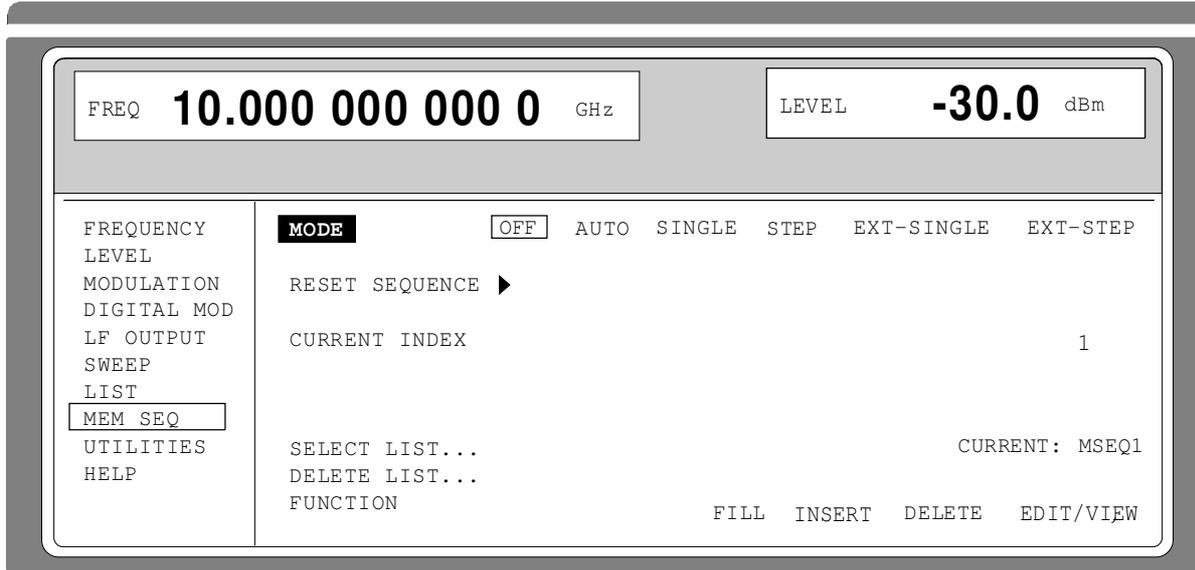 FREQ 10.000 000 000 0 GHz LEVEL -30.0 dBm
FREQUENCY
LEVEL
MODULATION
DIGITAL MOD
LF OUTPUT
SWEEP
LIST
MEM SEQ
UTILITIES
HELP
MODE OFF AUTO SINGLE STEP EXT-SINGLE EXT-STEP
RESET SEQUENCE
CURRENT INDEX 1
SELECT LIST... CURRENT: MSEQ1
DELETE LIST...
FUNCTION FILL INSERT DELETE EDIT/VIEW